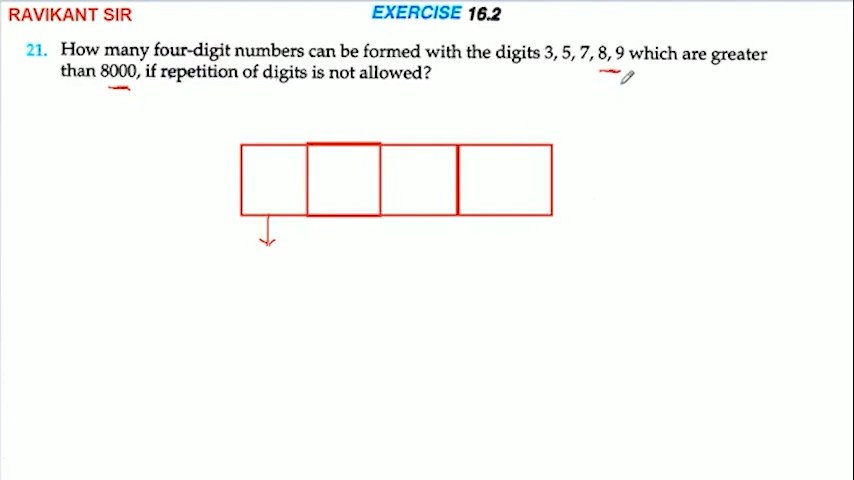 RAVIKANT SIR
EXERCISE 16.2
21. How many four-digit numbers can be formed with the digits 3, 5, 7, 8, 9 which are greater
than 8000, if repetition of digits is not allowed?